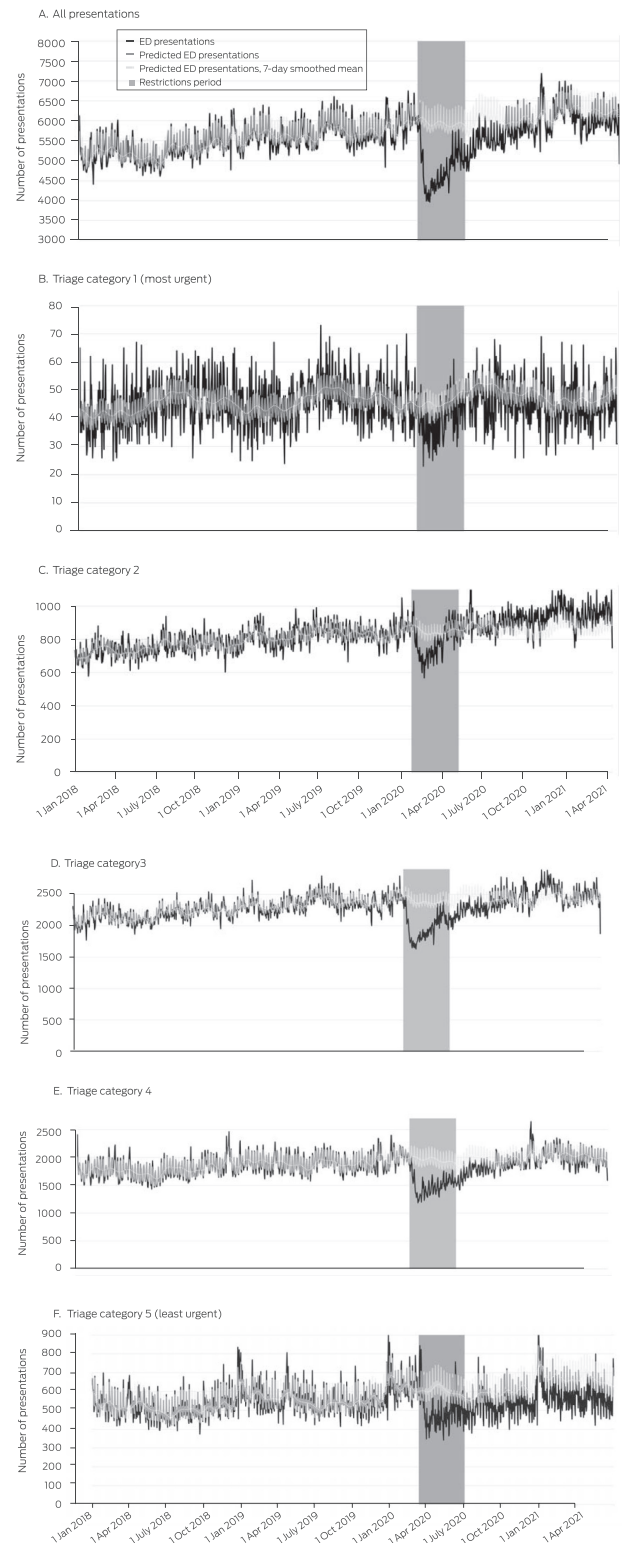 A. All presentations
ED presentations
Predicted ED presentations
Predicted ED presentations, 7-day smoothed mean
Restrictions period
Number of presentations
8000
7500
7000
6500
6000
5500
5000
4500
4000
3500
3000
B. Triage category 1 (most urgent)
Number of presentations
80
70
60
50
40
30
20
10
0
C. Triage category 2
Number of presentations
1000
800
600
400
200
0
1 Jan 2018
1 Apr 2018
1 July 2018
1 Oct 2018
1 Jan 2019
1 Apr 2019
1 July 2019
1 Oct 2019
1 Jan 2020
1 Apr 2020
1 July 2020
1 Oct 2020
1 Jan 2021
1 Apr 2021
D. Triage category3
Number of presentations
2500
2000
1500
1000
500
0
E. Triage category 4
Number of presentations
2500
2000
1500
1000
500
0
F. Triage category 5 (least urgent)
Number of presentations
900
800
700
600
500
400
300
200
100
0
1 Jan 2018
1 Apr 2018
1 July 2018
1 Oct 2018
1 Jan 2019
1 Apr 2019
1 July 2019
1 Oct 2019
1 Jan 2020
1 Apr 2020
1 July 2020
1 Oct 2020
1 Jan 2021
1 Apr 2021